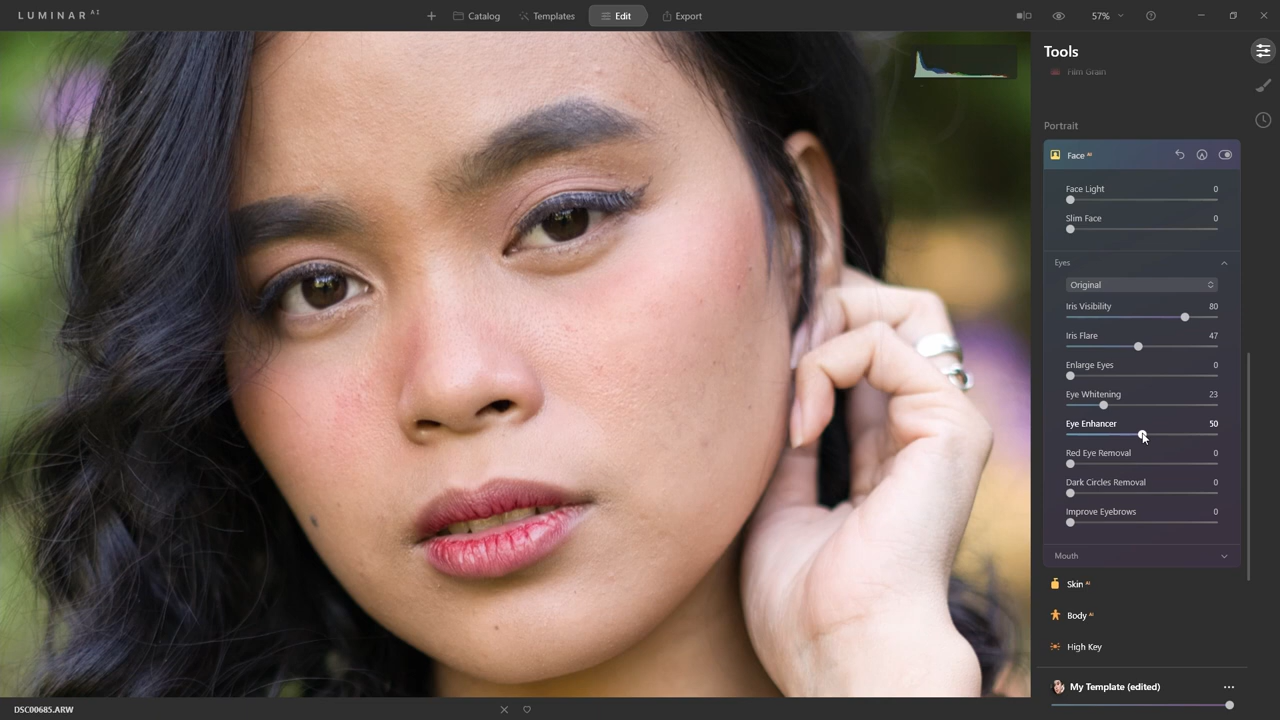 LUMINAR AI
Catalog
Templates
Edit
Export
57%
Tools
Film Grain
Portrait
Face AI
Face Light 0
Slim Face 0
Eyes
Original
Iris Visibility 80
Iris Flare 47
Enlarge Eyes 0
Eye Whitening 23
Eye Enhancer 50
Red Eye Removal 0
Dark Circles Removal 0
Improve Eyebrows 0
Mouth
Skin AI
Body AI
High Key
My Template (edited)
DSC00685.ARW